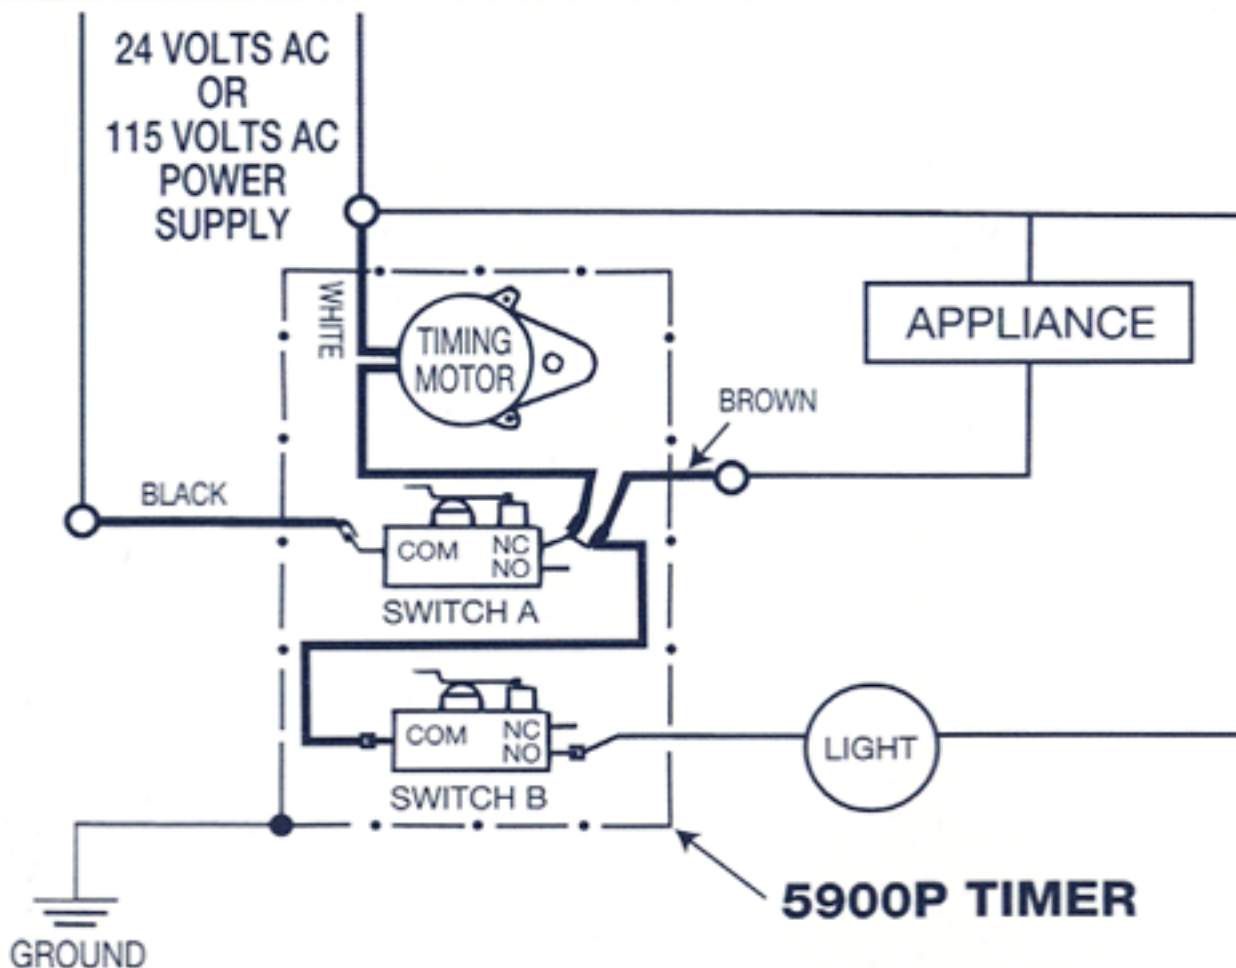 24 VOLTS AC
OR
115 VOLTS AC
POWER
SUPPLY
WHITE
TIMING
MOTOR
APPLIANCE
BROWN
BLACK
COM
NC
NO
SWITCH A
COM
NC
NO
SWITCH B
LIGHT
5900P TIMER
GROUND